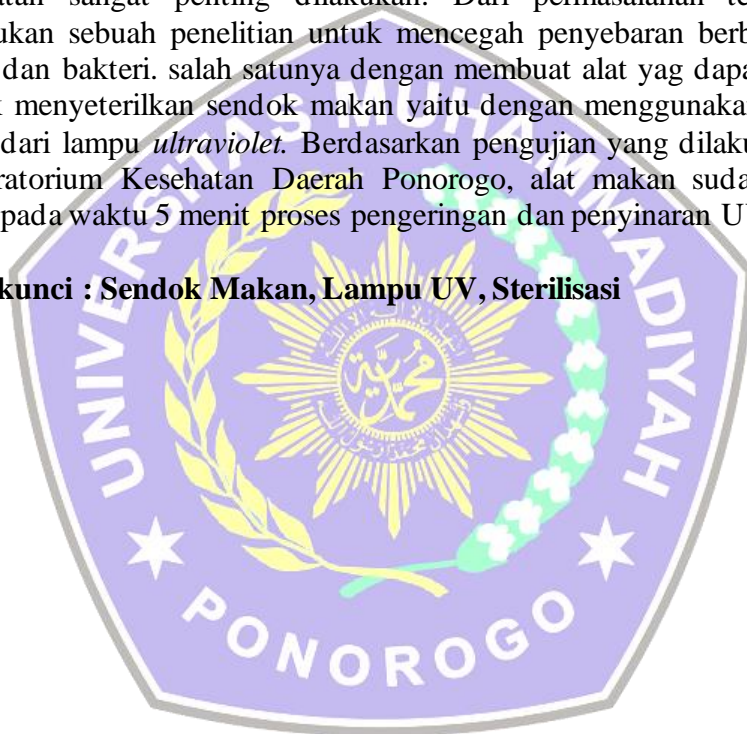 atan sangat penting dilakukan. Dari permasalahan te
ukan sebuah penelitian untuk mencegah penyebaran berb
dan bakteri. salah satunya dengan membuat alat yag dapa
k menyeterilkan sendok makan yaitu dengan menggunaka
dari lampu ultraviolet. Berdasarkan pengujian yang dilaku
ratorium Kesehatan Daerah Ponorogo, alat makan suda
pada waktu 5 menit proses pengeringan dan penyinaran U
kunci : Sendok Makan, Lampu UV, Sterilisasi
UNIVERSITAS MUHAMMADIYAH
محمدية
PONOROGO